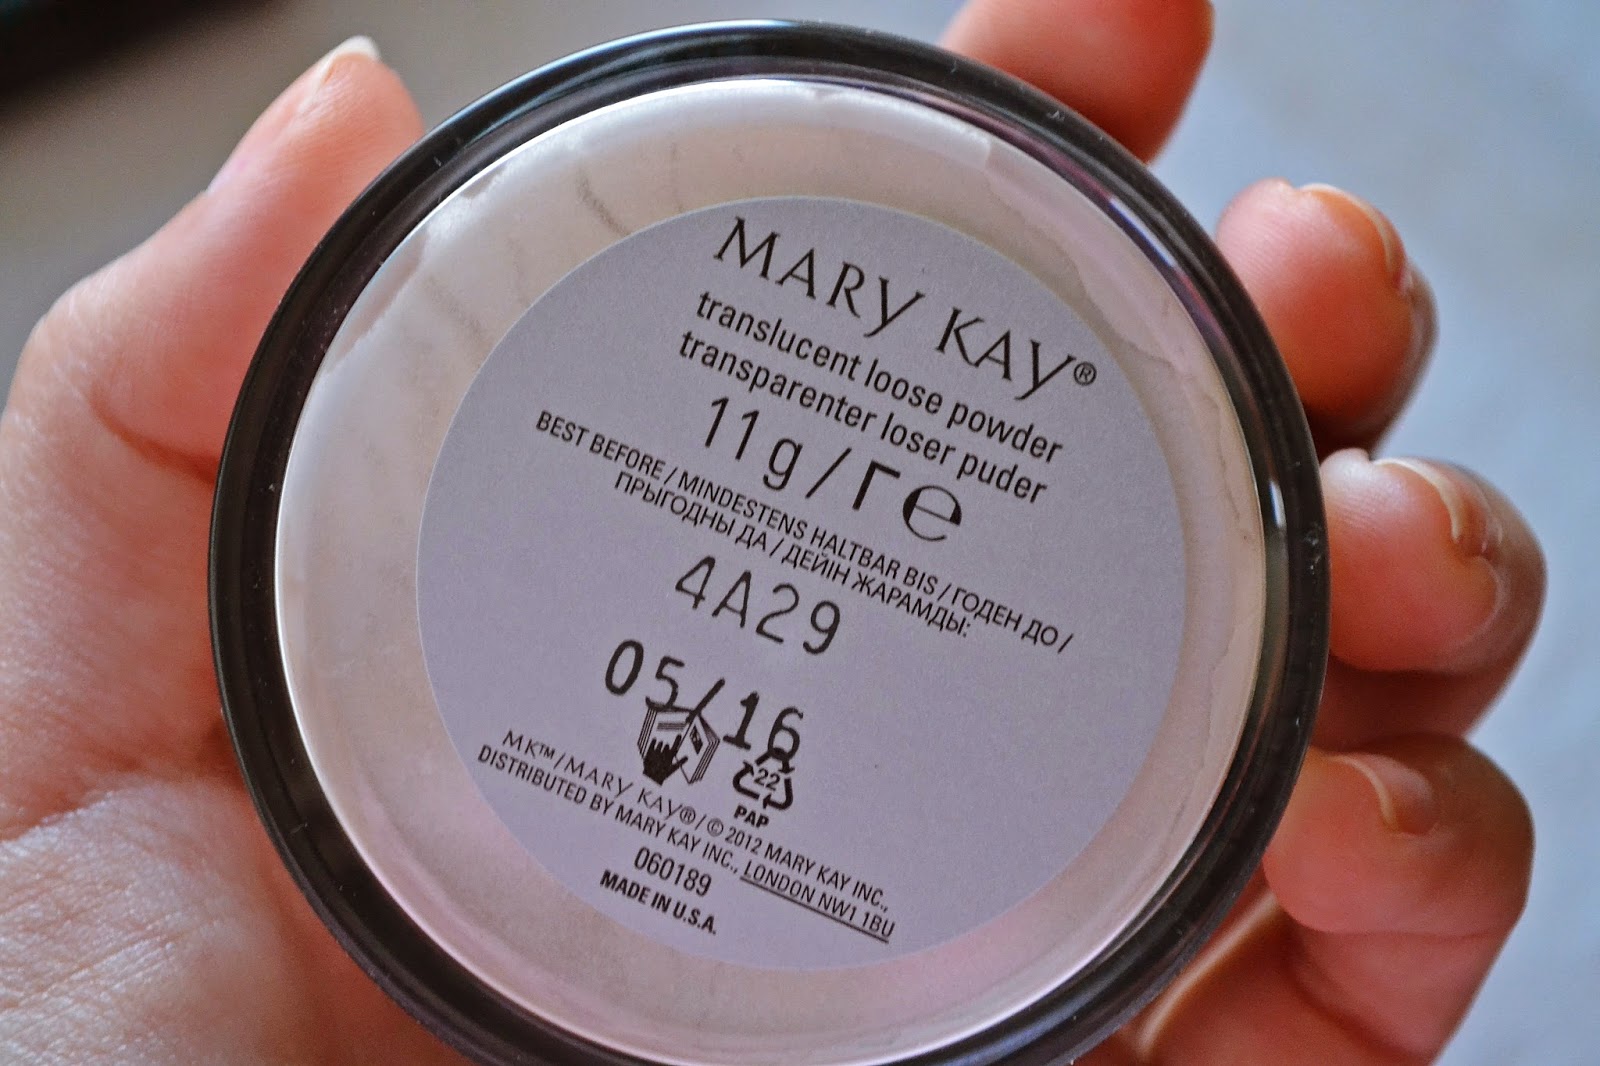 MARY KAY®
translucent loose powder
transparenter loser puder
11g/г ℮
BEST BEFORE / MINDESTENS HALTBAR BIS / ГОДЕН ДО /
ПРЫГОДНЫ ДА / ДЕЙІН ЖАРАМДЫ:
4A29
05/16
22
PAP
MK™/MARY KAY®/© 2012 MARY KAY INC.,
DISTRIBUTED BY MARY KAY INC., LONDON NW1 1BU
060189
MADE IN U.S.A.